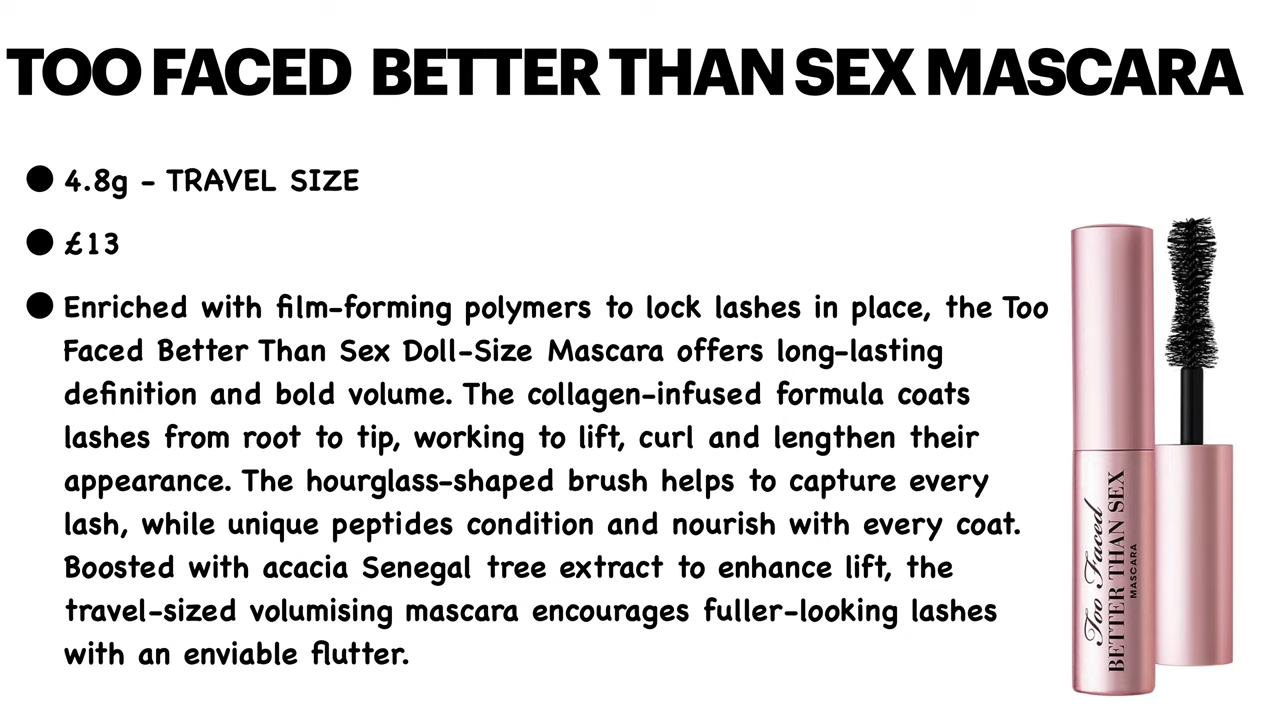 TOO FACED BETTER THAN SEX MASCARA
● 4.8g - TRAVEL SIZE
● £13
● Enriched with film-forming polymers to lock lashes in place, the Too
Faced Better Than Sex Doll-Size Mascara offers long-lasting
definition and bold volume. The collagen-infused formula coats
lashes from root to tip, working to lift, curl and lengthen their
appearance. The hourglass-shaped brush helps to capture every
lash, while unique peptides condition and nourish with every coat.
Boosted with acacia Senegal tree extract to enhance lift, the
travel-sized volumising mascara encourages fuller-looking lashes
with an enviable flutter.
Too Faced
BETTER THAN SEX
MASCARA